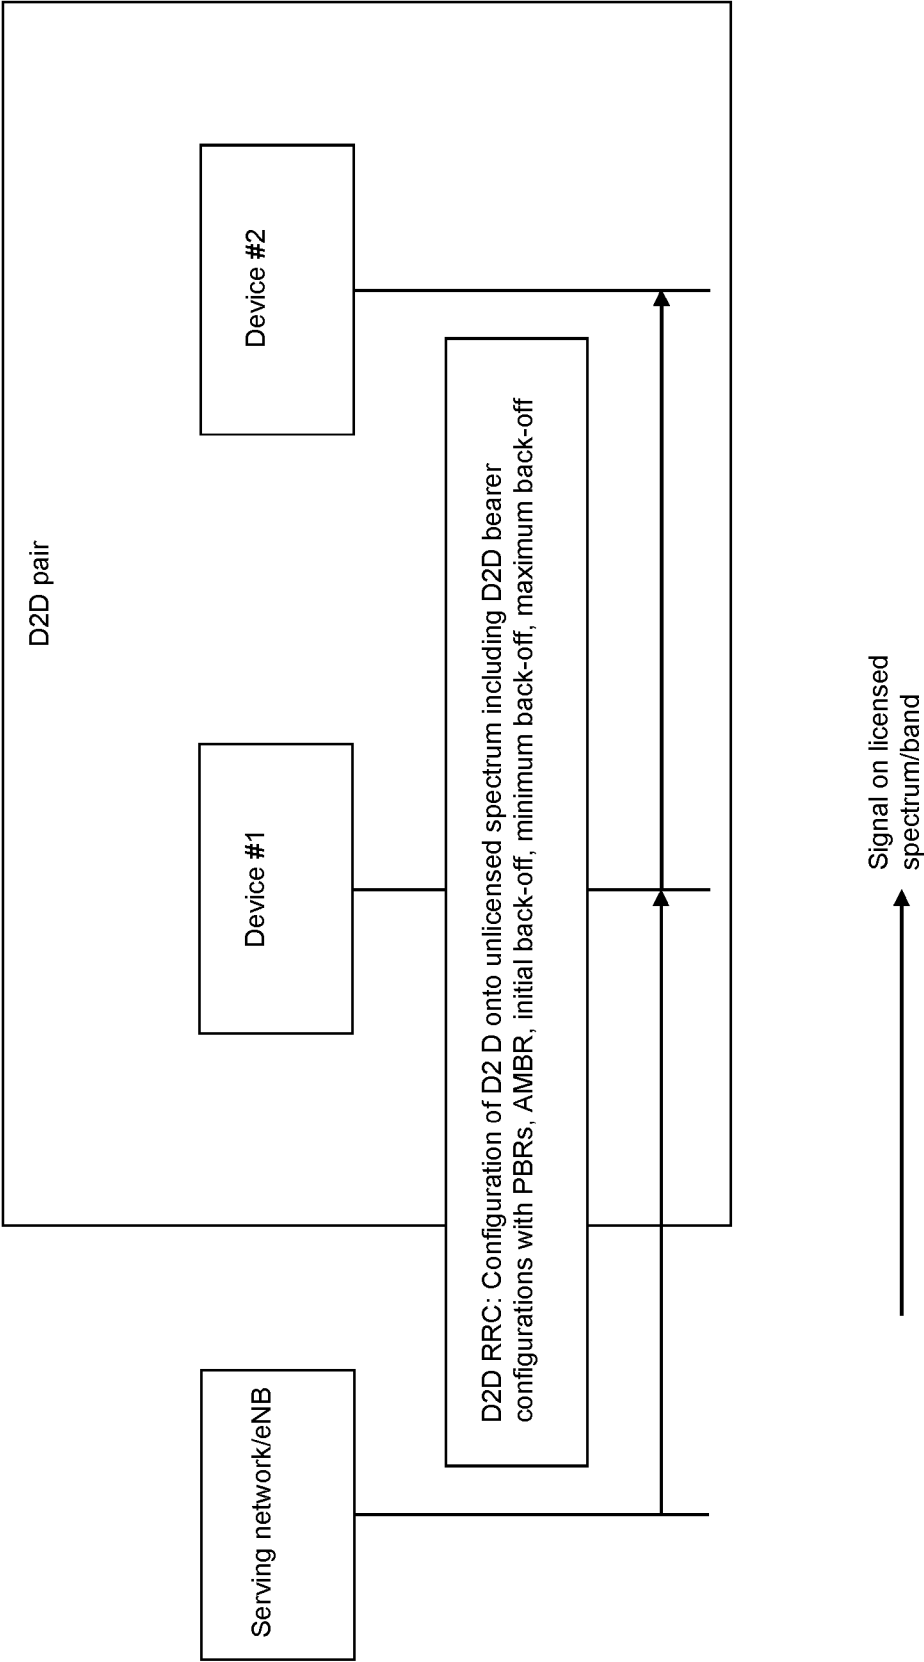 D2D pair
Serving network/eNB
Device #1
Device #2
D2D RRC: Configuration of D2 D onto unlicensed spectrum including D2D bearer
configurations with PBRs, AMBR, initial back-off, minimum back-off, maximum back-off
Signal on licensed
spectrum/band